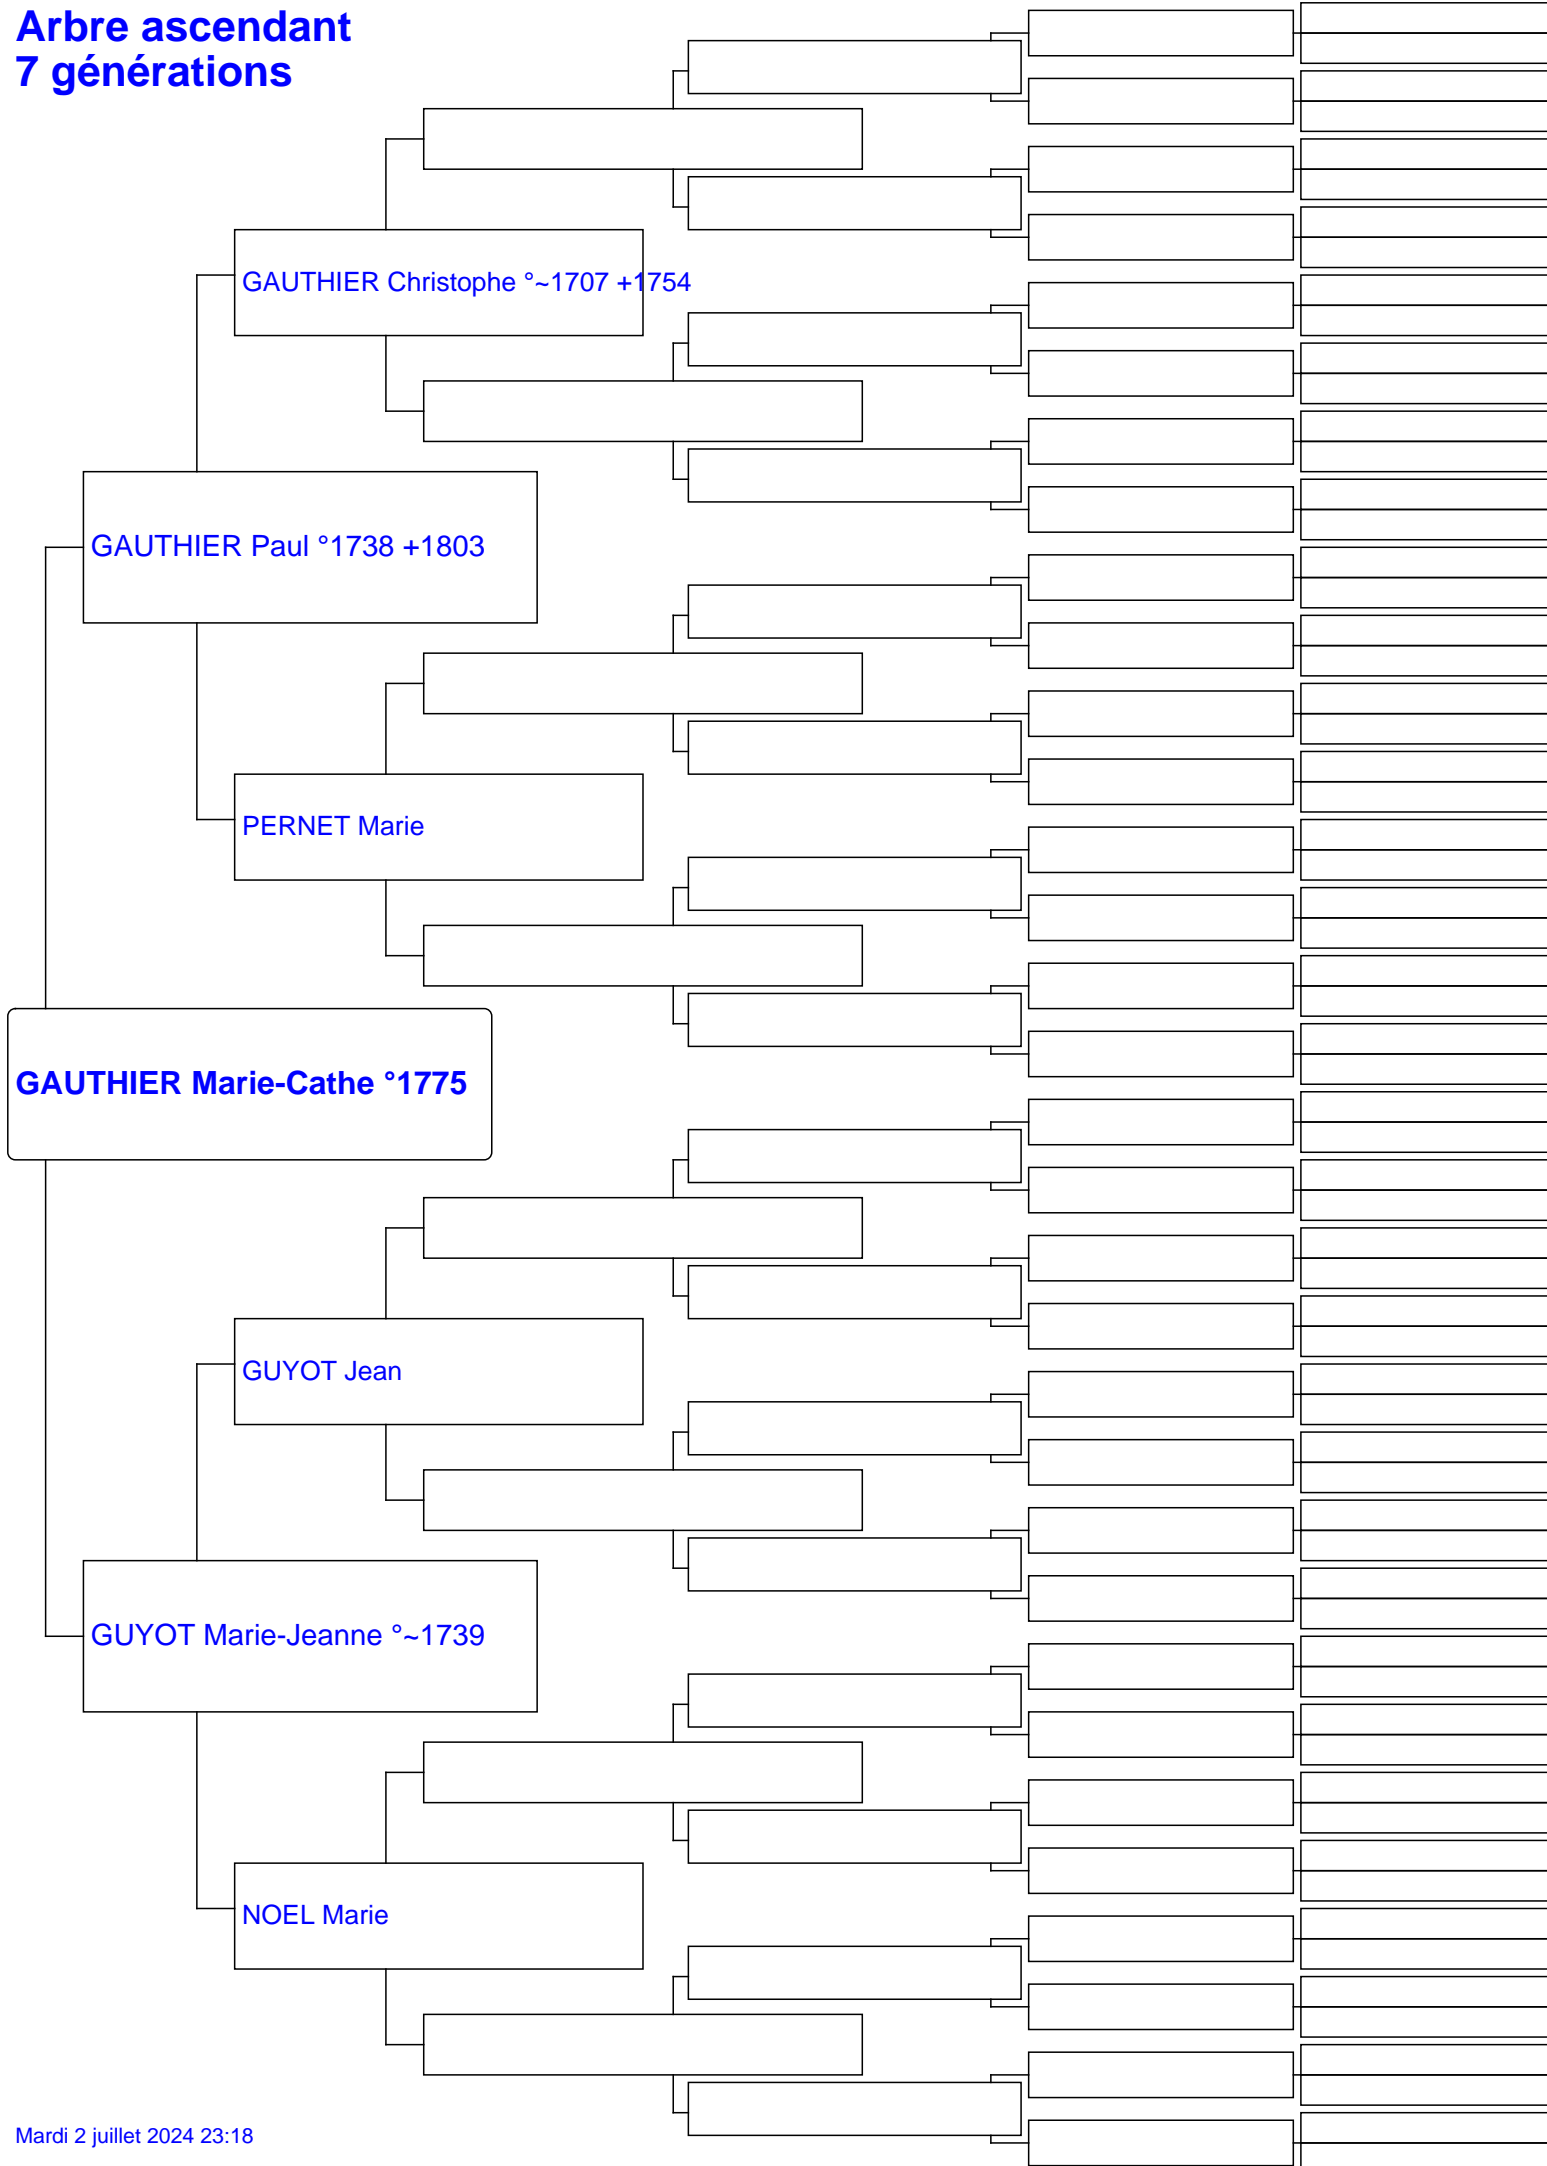 Arbre ascendant
7 générations
GAUTHIER Christophe °~1707 +1754
GAUTHIER Paul °1738 +1803
PERNET Marie
GAUTHIER Marie-Cathe °1775
GUYOT Jean
GUYOT Marie-Jeanne °~1739
NOEL Marie
Mardi 2 juillet 2024 23:18